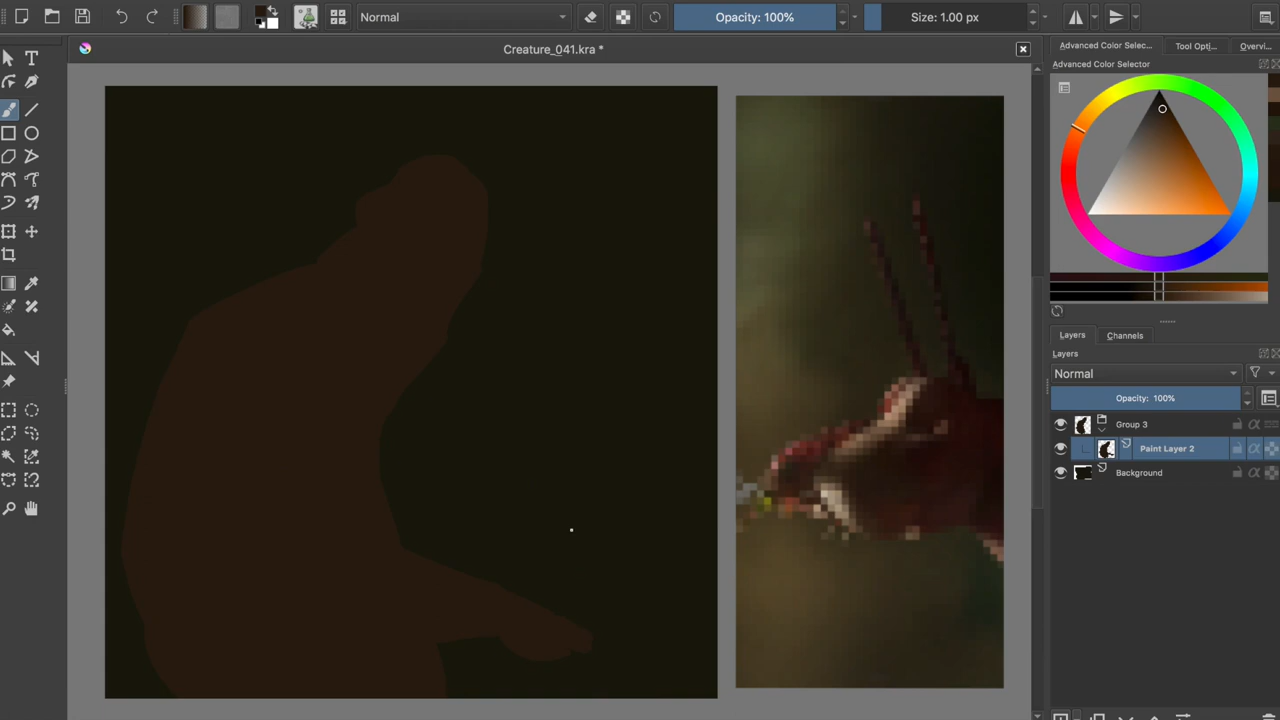 Normal
Opacity: 100%
Size: 1.00 px
Creature_041.kra *
Advanced Color Selec...
Tool Opti...
Overvi...
Advanced Color Selector
Layers
Channels
Layers
Normal
Opacity: 100%
Group 3
Paint Layer 2
Background